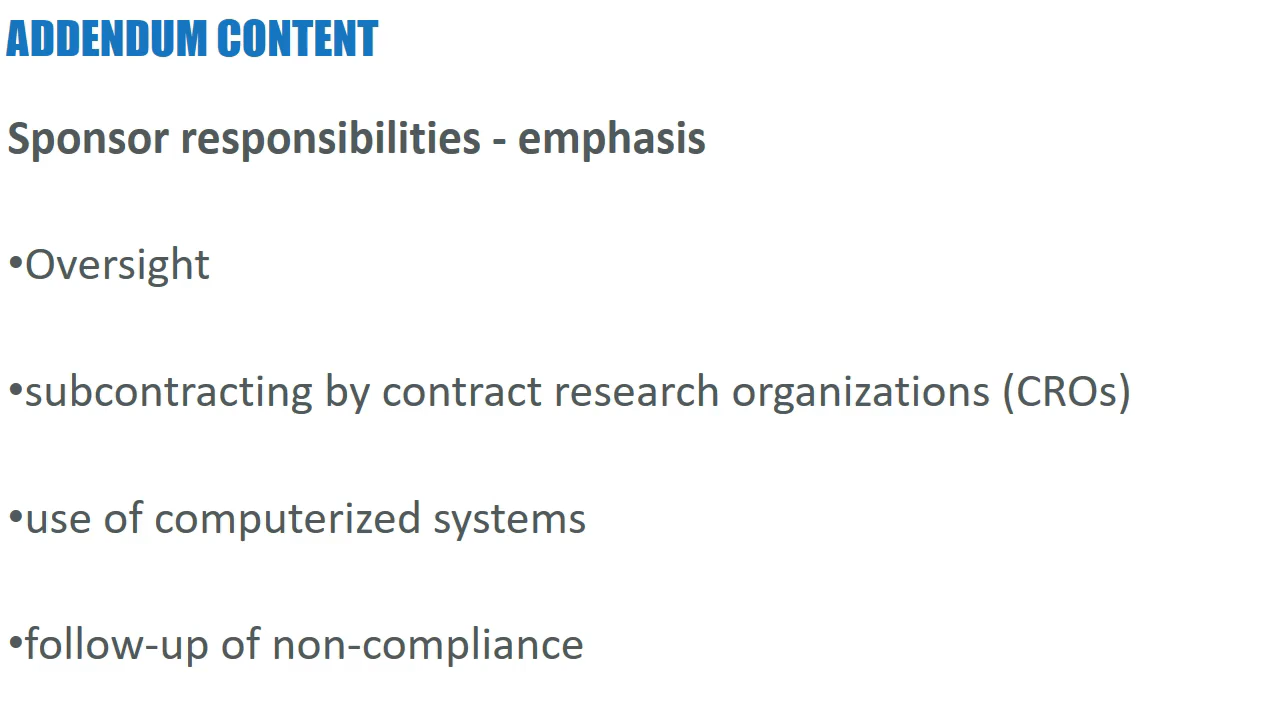 ADDENDUM CONTENT
Sponsor responsibilities - emphasis
•Oversight
•subcontracting by contract research organizations (CROs)
•use of computerized systems
•follow-up of non-compliance